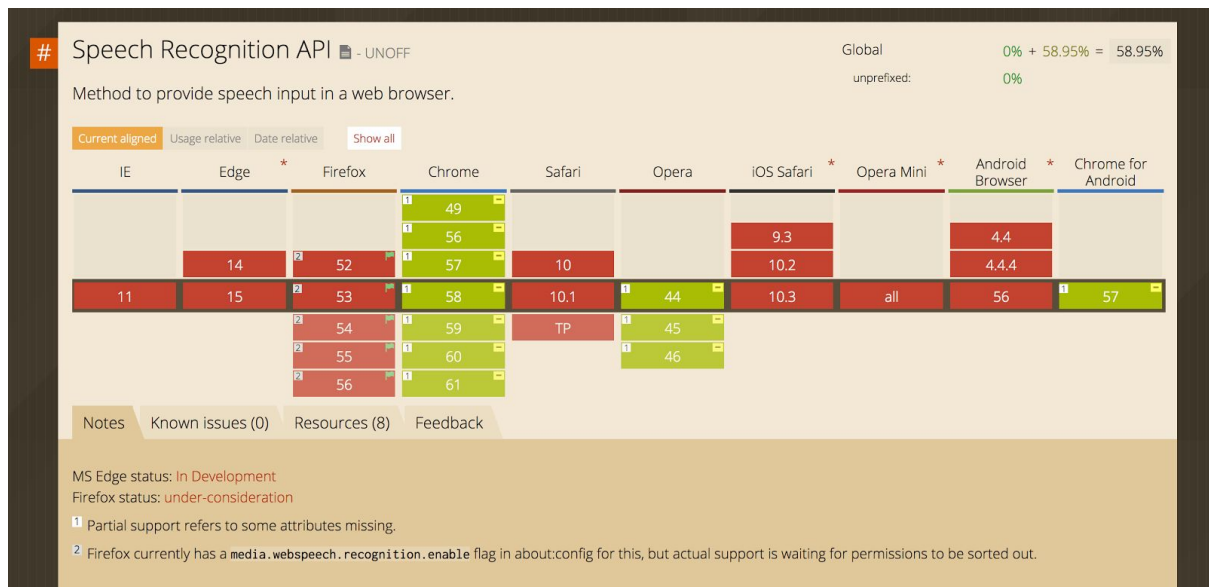 #
Speech Recognition API - UNOFF
Global 0% + 58.95% = 58.95%
unprefixed: 0%
Method to provide speech input in a web browser.
Current aligned Usage relative Date relative Show all
IE Edge * Firefox Chrome Safari Opera iOS Safari * Opera Mini * Android Browser * Chrome for Android
1 49 -
1 56 - 9.3 4.4
14 2 52 1 57 - 10 10.2 4.4.4
11 15 2 53 1 58 - 10.1 1 44 - 10.3 all 56 1 57 -
2 54 1 59 - TP 1 45 -
2 55 1 60 - 1 46 -
2 56 1 61 -
Notes Known issues (0) Resources (8) Feedback
MS Edge status: In Development
Firefox status: under-consideration
1 Partial support refers to some attributes missing.
2 Firefox currently has a media.webspeech.recognition.enable flag in about:config for this, but actual support is waiting for permissions to be sorted out.